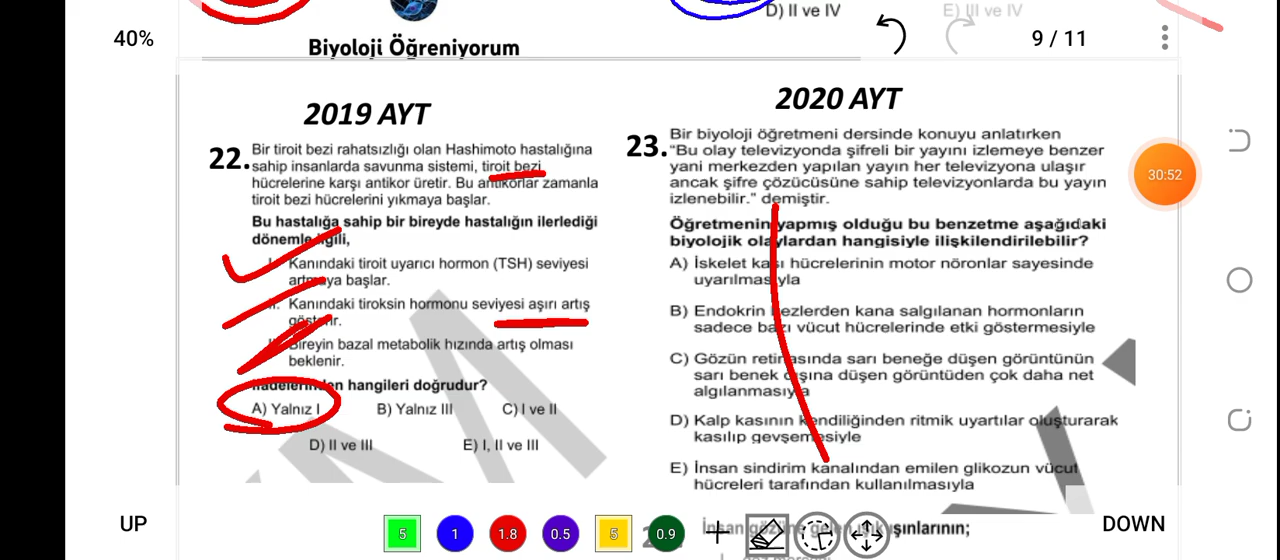 40%
D) II ve IV
E) III ve IV
Biyoloji Öğreniyorum
9 / 11
2019 AYT
22. Bir tiroit bezi rahatsızlığı olan Hashimoto hastalığına
sahip insanlarda savunma sistemi, tiroit bezi
hücrelerine karşı antikor üretir. Bu antikorlar zamanla
tiroit bezi hücrelerini yıkmaya başlar.
Bu hastalığa sahip bir bireyde hastalığın ilerlediği
dönemle ilgili,
I. Kanındaki tiroit uyarıcı hormon (TSH) seviyesi
artmaya başlar.
II. Kanındaki tiroksin hormonu seviyesi aşırı artış
gösterir.
III. Bireyin bazal metabolik hızında artış olması
beklenir.
ifadelerinden hangileri doğrudur?
A) Yalnız I
B) Yalnız III
C) I ve II
D) II ve III
E) I, II ve III
2020 AYT
23. Bir biyoloji öğretmeni dersinde konuyu anlatırken
"Bu olay televizyonda şifreli bir yayını izlemeye benzer
yani merkezden yapılan yayın her televizyona ulaşır
ancak şifre çözücüsüne sahip televizyonlarda bu yayın
izlenebilir." demiştir.
Öğretmenin yapmış olduğu bu benzetme aşağıdaki
biyolojik olaylardan hangisiyle ilişkilendirilebilir?
A) İskelet kası hücrelerinin motor nöronlar sayesinde
uyarılmasıyla
B) Endokrin bezlerden kana salgılanan hormonların
sadece bazı vücut hücrelerinde etki göstermesiyle
C) Gözün retinasında sarı beneğe düşen görüntünün
sarı benek dışına düşen görüntüden çok daha net
algılanmasıyla
D) Kalp kasının kendiliğinden ritmik uyartılar oluşturarak
kasılıp gevşemesiyle
E) İnsan sindirim kanalından emilen glikozun vücut
hücreleri tarafından kullanılmasıyla
30:52
UP
5
1
1.8
0.5
5
0.9
İnsan gözüne gelen ışık ışınlarının;
DOWN